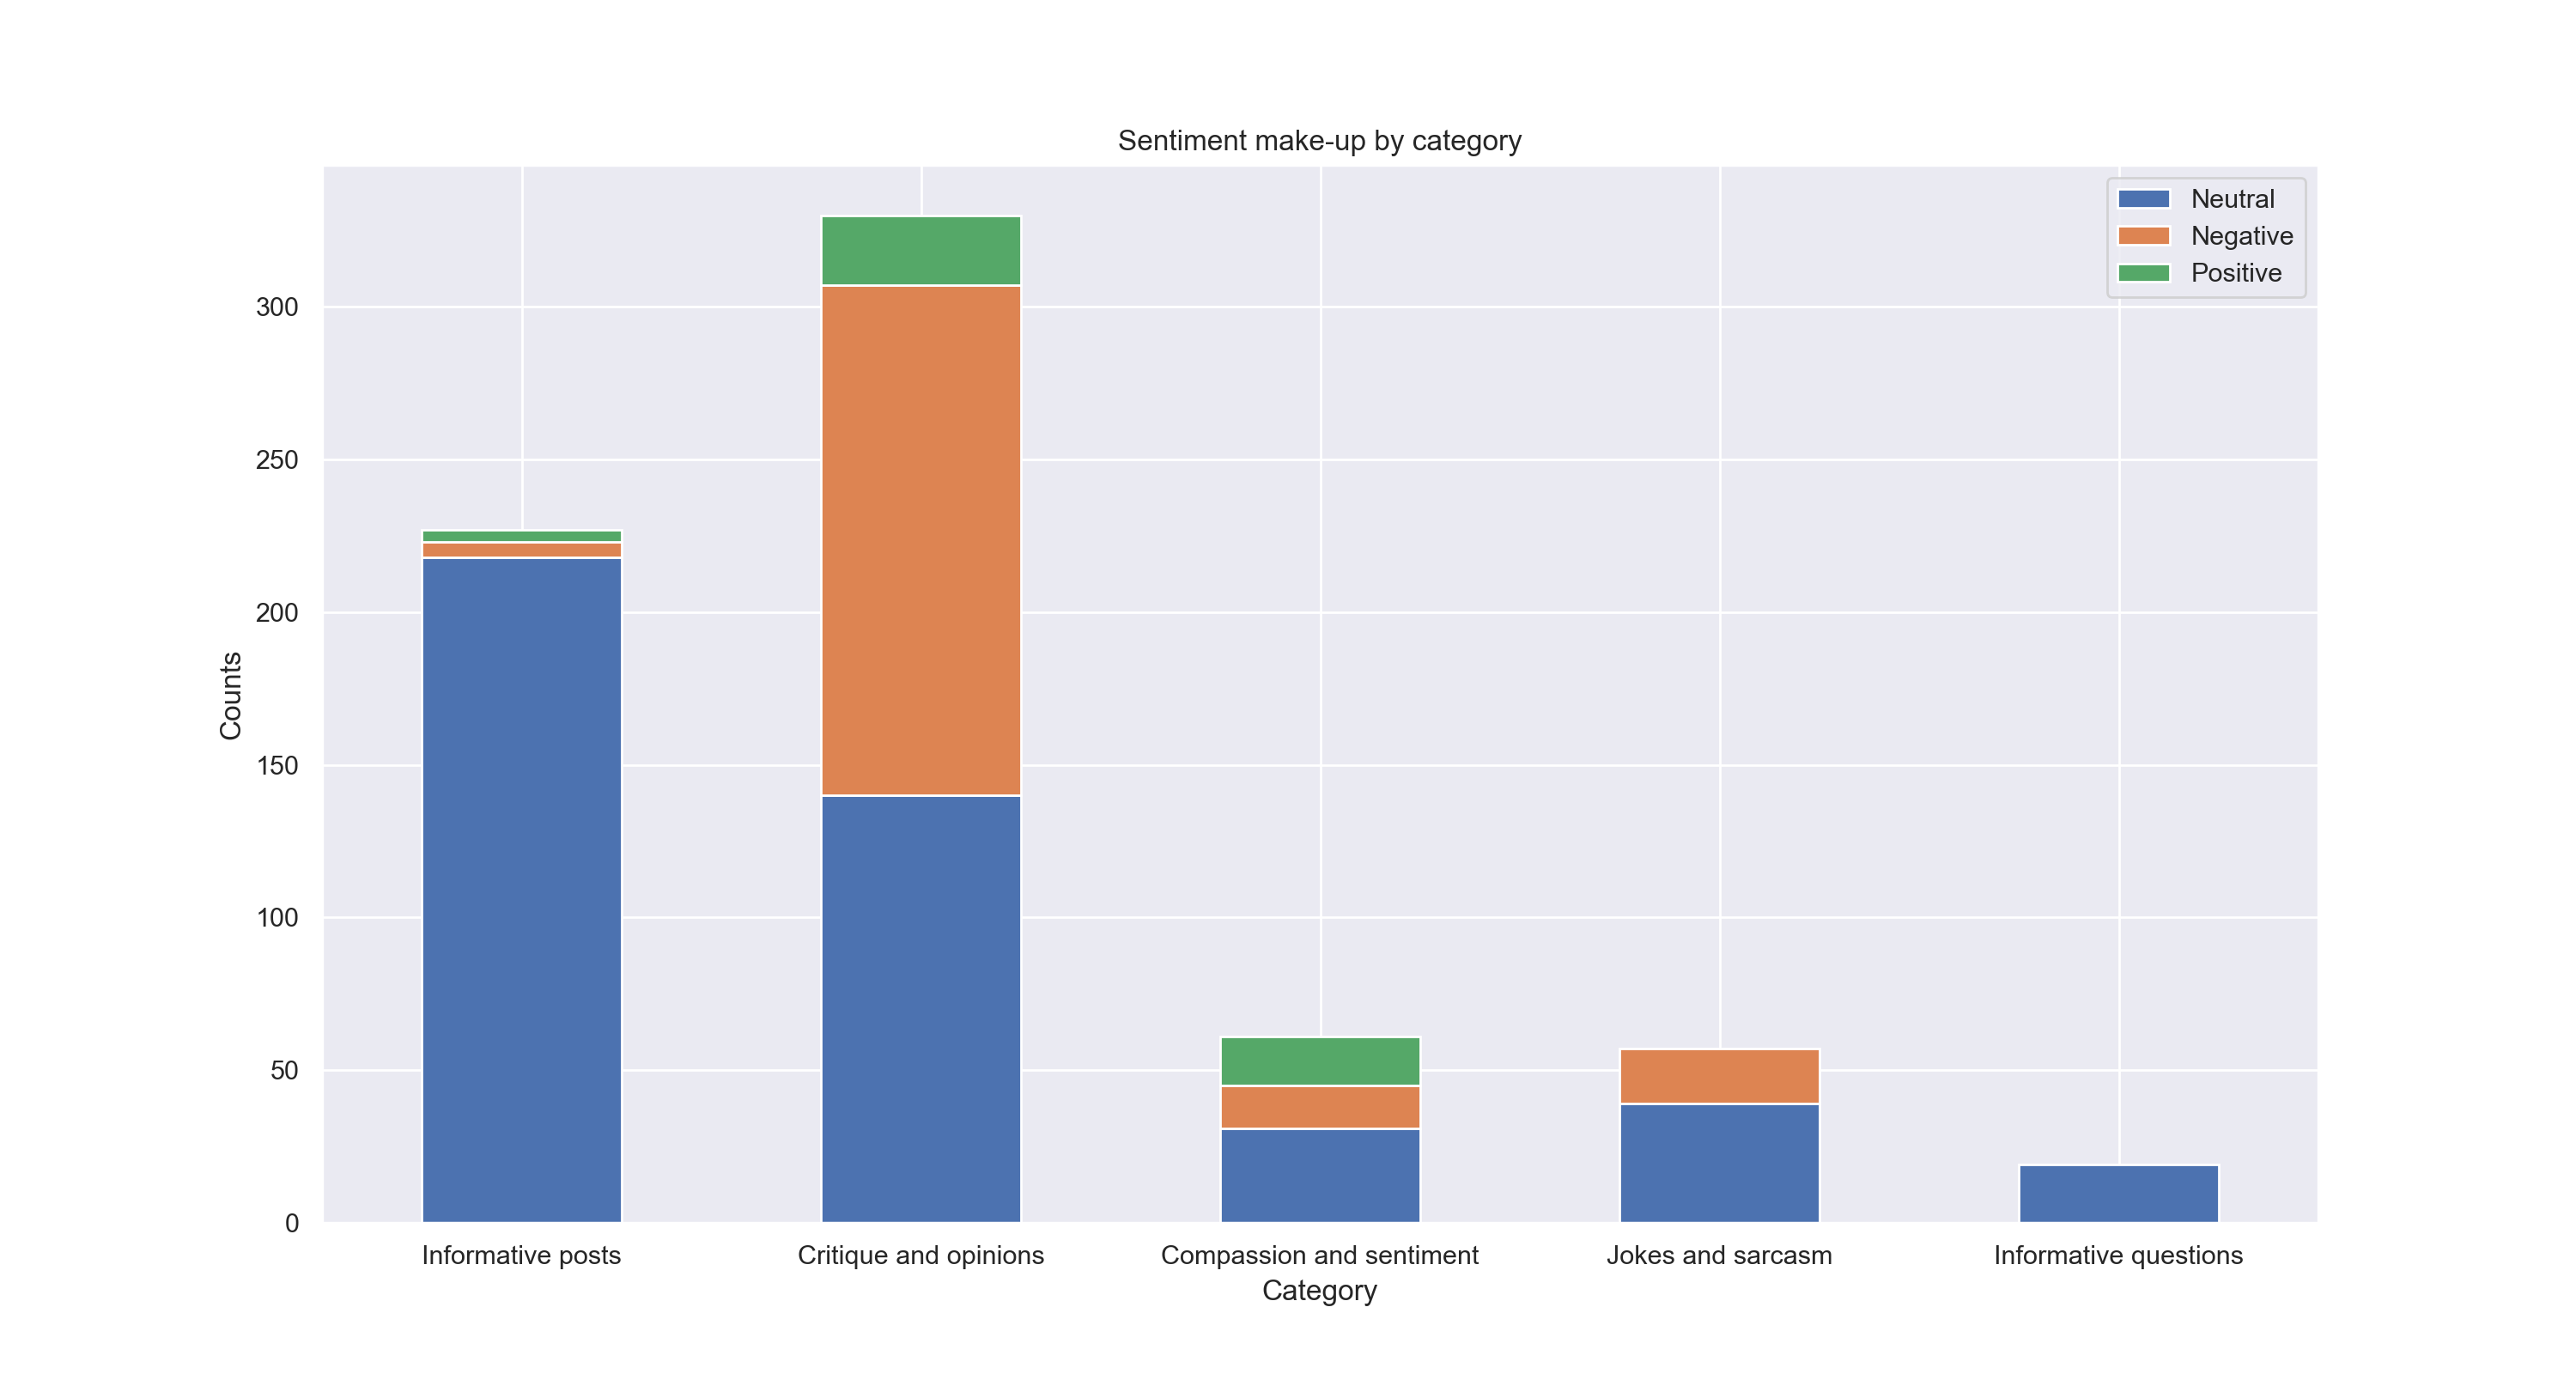 Sentiment make-up by category
Neutral
Negative
Positive
300
250
200
150
100
50
0
Counts
Informative posts
Critique and opinions
Compassion and sentiment
Jokes and sarcasm
Informative questions
Category